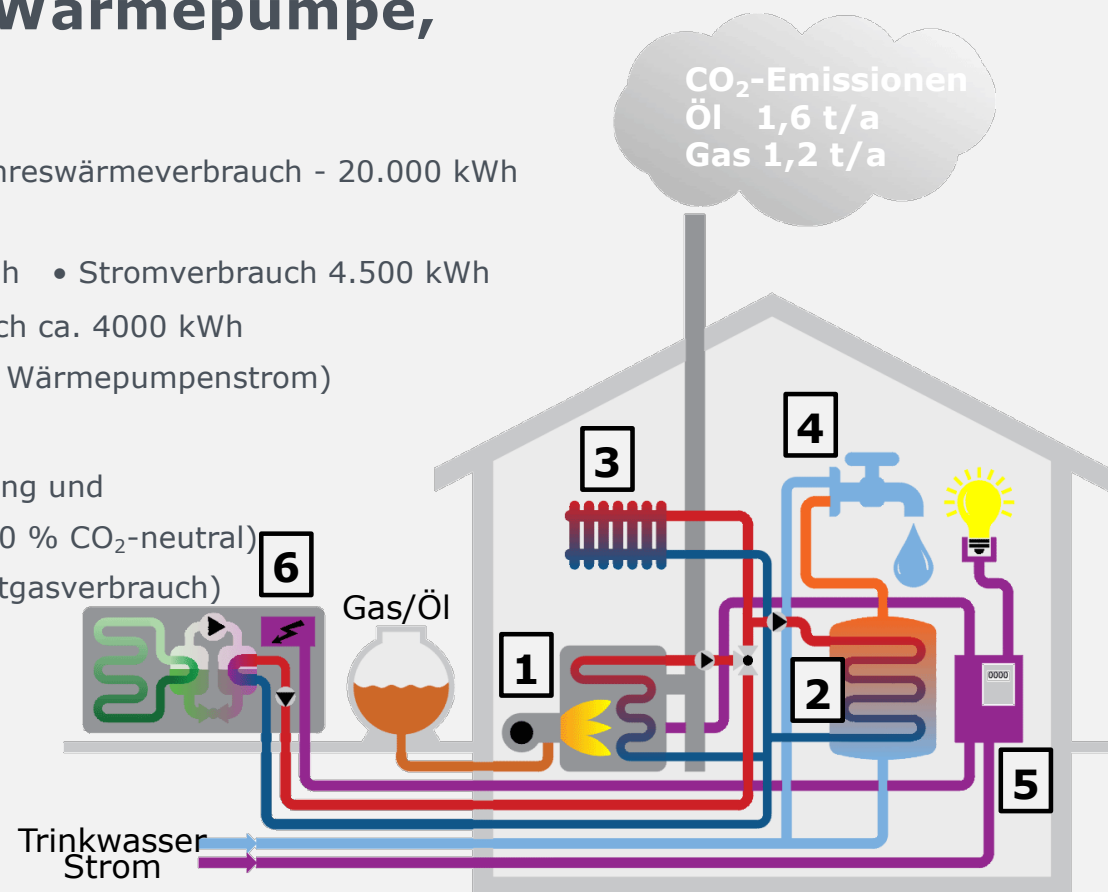 Wärmepumpe,
CO₂-Emissionen
Öl 1,6 t/a
Gas 1,2 t/a
hreswärmeverbrauch - 20.000 kWh
h • Stromverbrauch 4.500 kWh
ch ca. 4000 kWh
Wärmepumpenstrom)
ng und
0 % CO₂-neutral)
tgasverbrauch)
4
3
6
Gas/Öl
1
2
0000
5
Trinkwasser
Strom